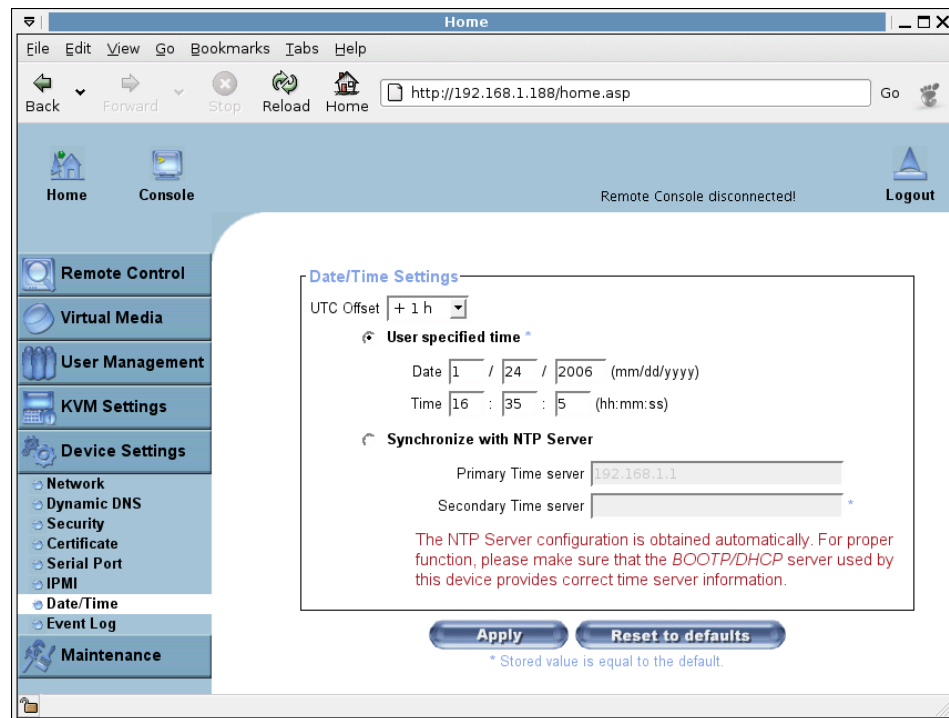 Home
File Edit View Go Bookmarks Tabs Help
Back Forward Stop Reload Home http://192.168.1.188/home.asp Go
Home Console Remote Console disconnected! Logout
Remote Control
Virtual Media
User Management
KVM Settings
Device Settings
Network
Dynamic DNS
Security
Certificate
Serial Port
IPMI
Date/Time
Event Log
Maintenance
Date/Time Settings
UTC Offset + 1 h
User specified time *
Date 1 / 24 / 2006 (mm/dd/yyyy)
Time 16 : 35 : 5 (hh:mm:ss)
Synchronize with NTP Server
Primary Time server 192.168.1.1
Secondary Time server *
The NTP Server configuration is obtained automatically. For proper
function, please make sure that the BOOTP/DHCP server used by
this device provides correct time server information.
Apply Reset to defaults
* Stored value is equal to the default.